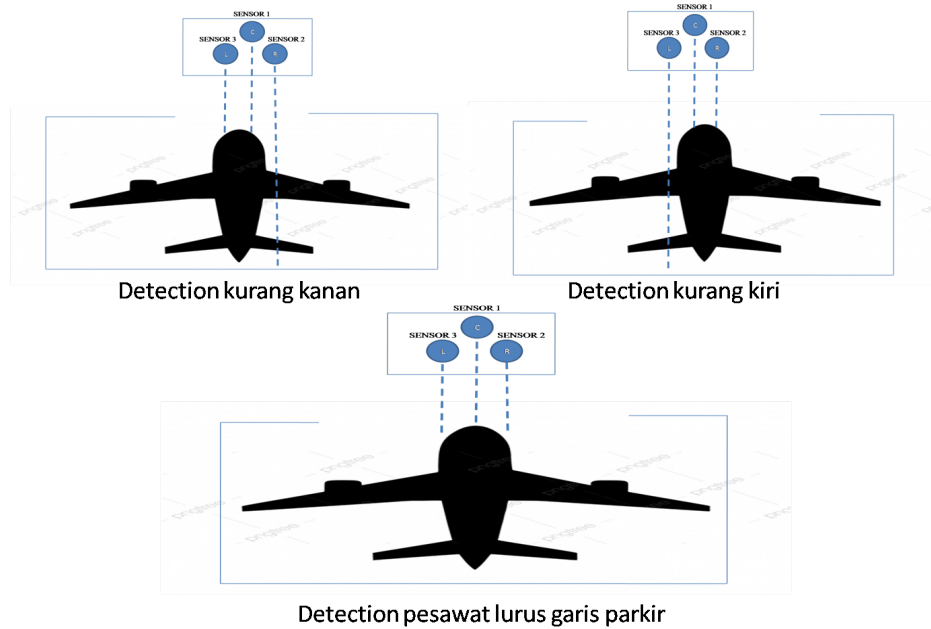 SENSOR 1
SENSOR 3 SENSOR 2
C
L R
Detection kurang kanan
SENSOR 1
SENSOR 3 SENSOR 2
C
L R
Detection kurang kiri
SENSOR 1
SENSOR 3 SENSOR 2
C
L R
Detection pesawat lurus garis parkir
pngtree